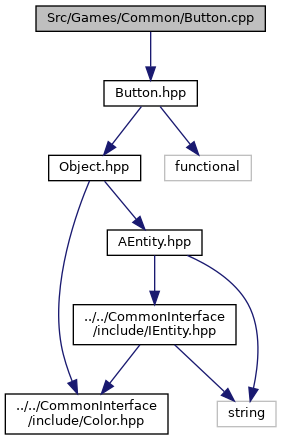 Src/Games/Common/Button.cpp
Button.hpp
Object.hpp
functional
AEntity.hpp
../../CommonInterface
/include/IEntity.hpp
../../CommonInterface
/include/Color.hpp
string